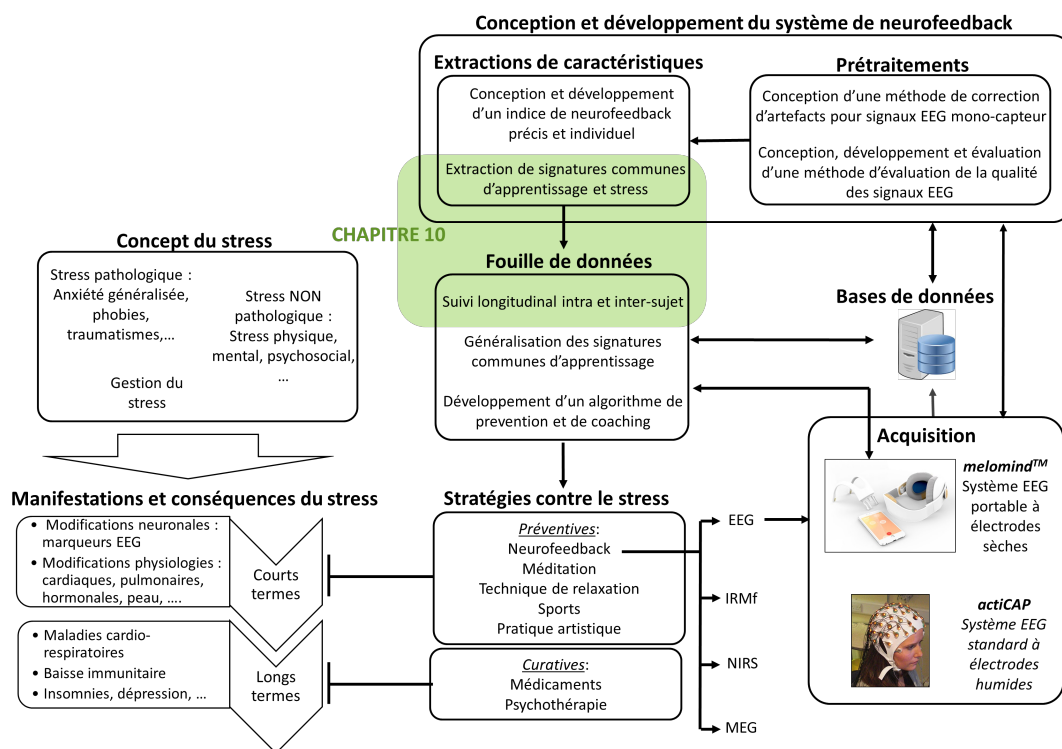 Conception et développement du système de neurofeedback
Extractions de caractéristiques
Conception et développement
d'un indice de neurofeedback
précis et individuel
Extraction de signatures communes
d'apprentissage et stress
Prétraitements
Conception d'une méthode de correction
d'artefacts pour signaux EEG mono-capteur
Conception, développement et évaluation
d'une méthode d'évaluation de la qualité
des signaux EEG
CHAPITRE 10
Concept du stress
Stress pathologique :
Anxiété généralisée,
phobies,
traumatismes,…
Stress NON
pathologique :
Stress physique,
mental, psychosocial,
…
Gestion du
stress
Fouille de données
Suivi longitudinal intra et inter-sujet
Généralisation des signatures
communes d'apprentissage
Développement d'un algorithme de
prevention et de coaching
Bases de données
Acquisition
melomindTM
Système EEG
portable à
électrodes
sèches
actiCAP
Système EEG
standard à
électrodes
humides
Manifestations et conséquences du stress
• Modifications neuronales :
marqueurs EEG
• Modifications physiologies :
cardiaques, pulmonaires,
hormonales, peau, ….
Courts
termes
• Maladies cardio-
respiratoires
• Baisse immunitaire
• Insomnies, dépression, …
Longs
termes
Stratégies contre le stress
Préventives:
Neurofeedback
Méditation
Technique de relaxation
Sports
Pratique artistique
Curatives:
Médicaments
Psychothérapie
EEG
IRMf
NIRS
MEG